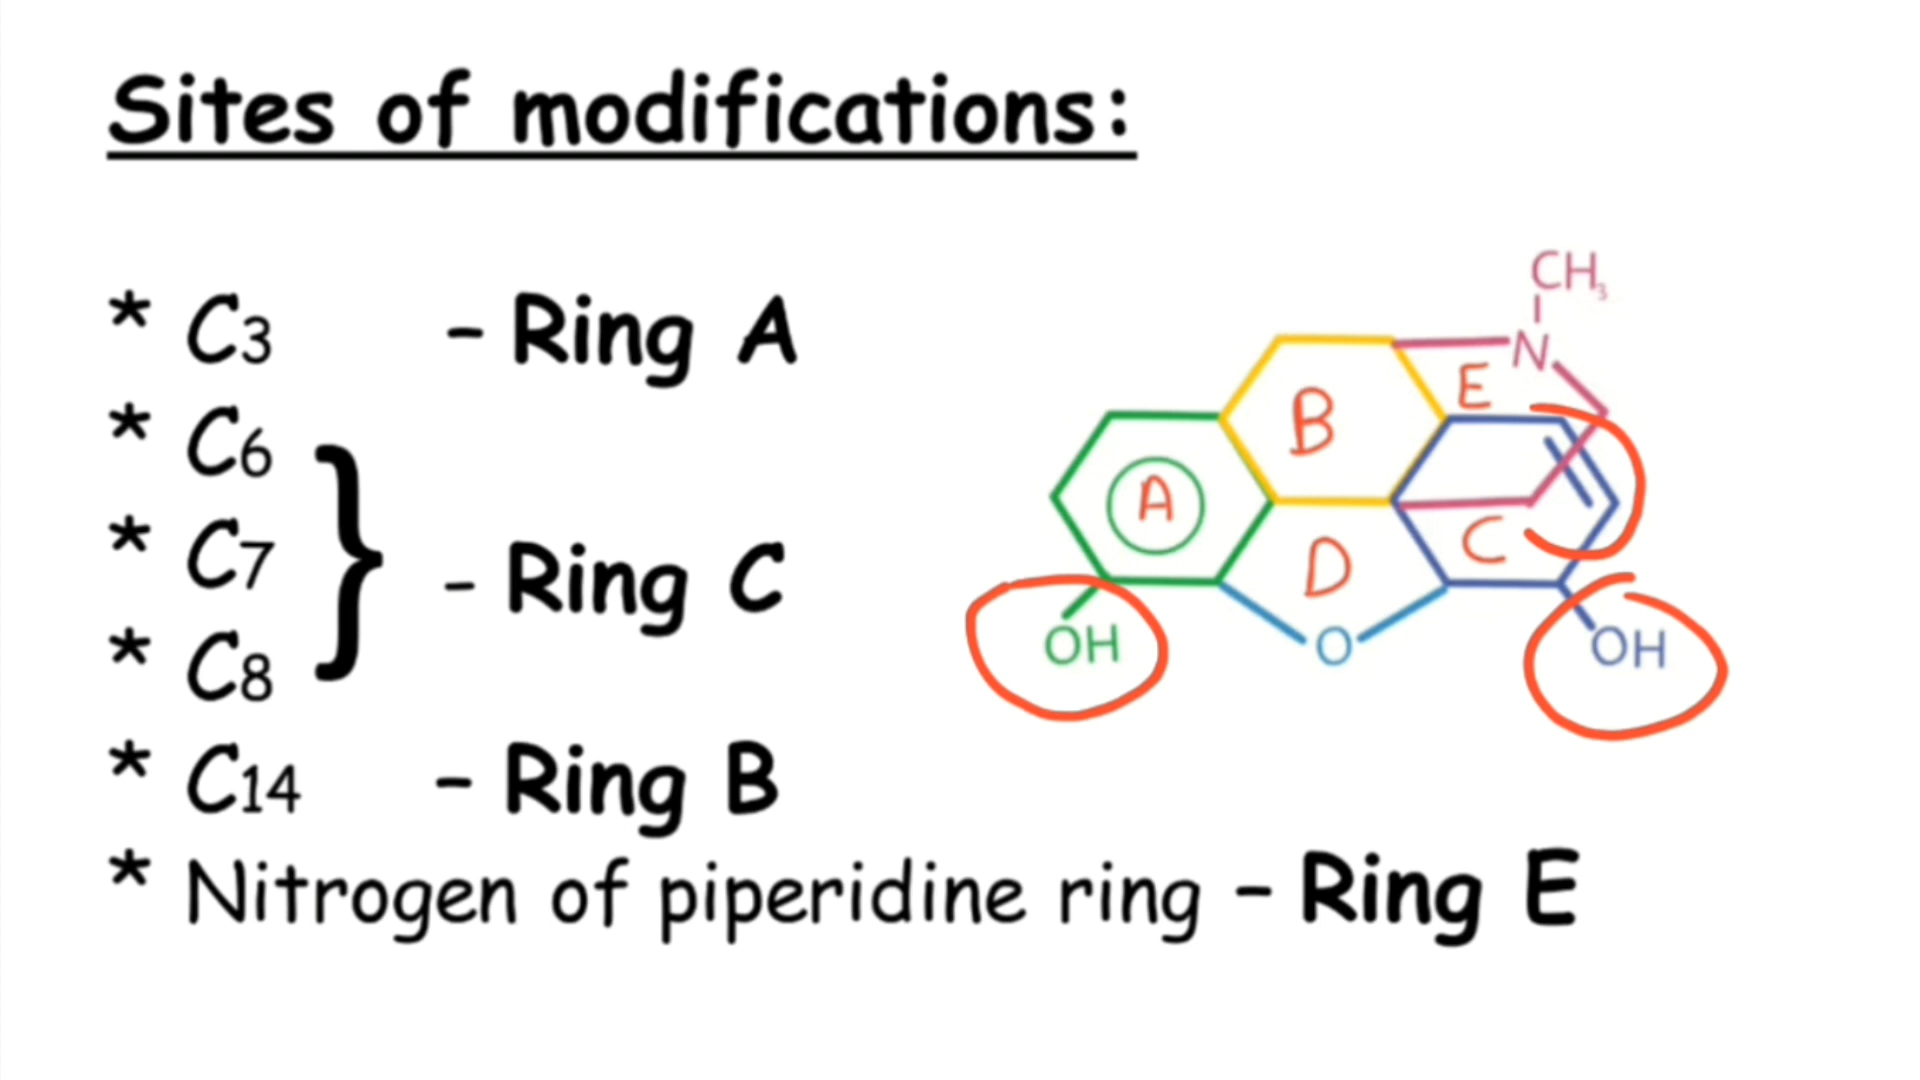 Sites of modifications:
* C3 - Ring A
* C6
* C7
} - Ring C
* C8
* C14 - Ring B
* Nitrogen of piperidine ring - Ring E
CH3
N
E
B
A
C
D
OH
O
OH